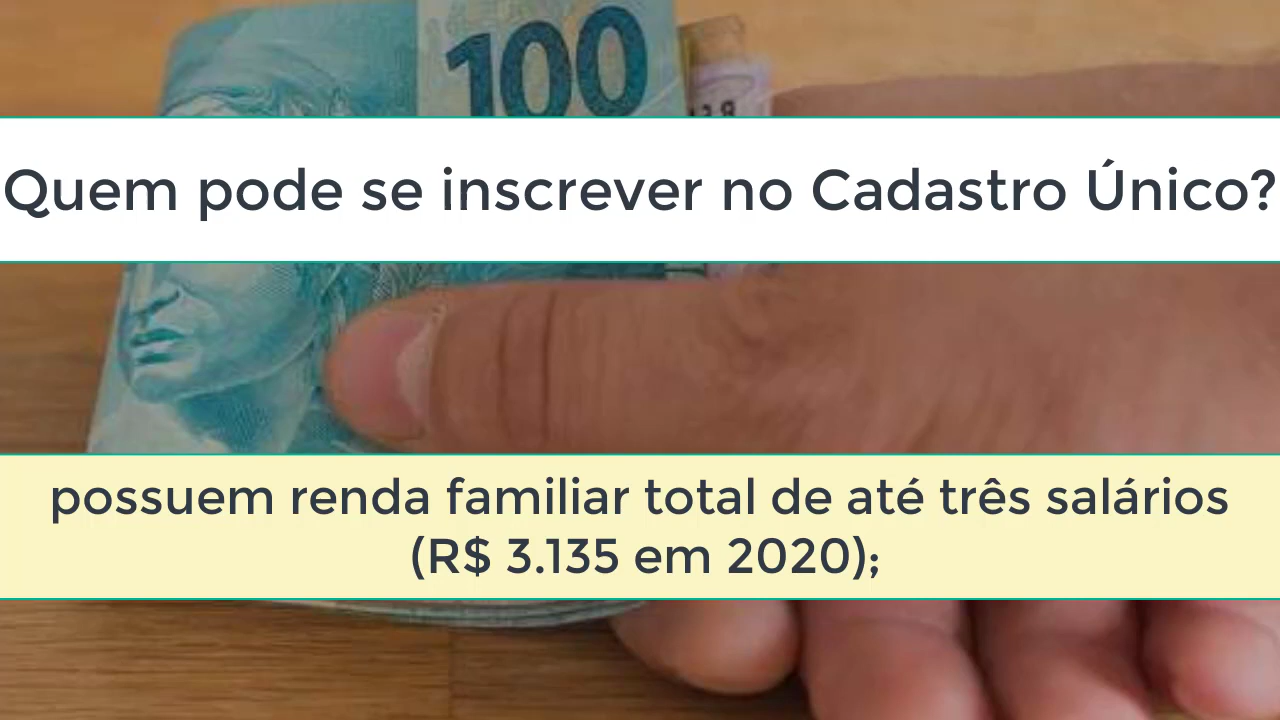 100
Quem pode se inscrever no Cadastro Único?
possuem renda familiar total de até três salários
(R$ 3.135 em 2020);